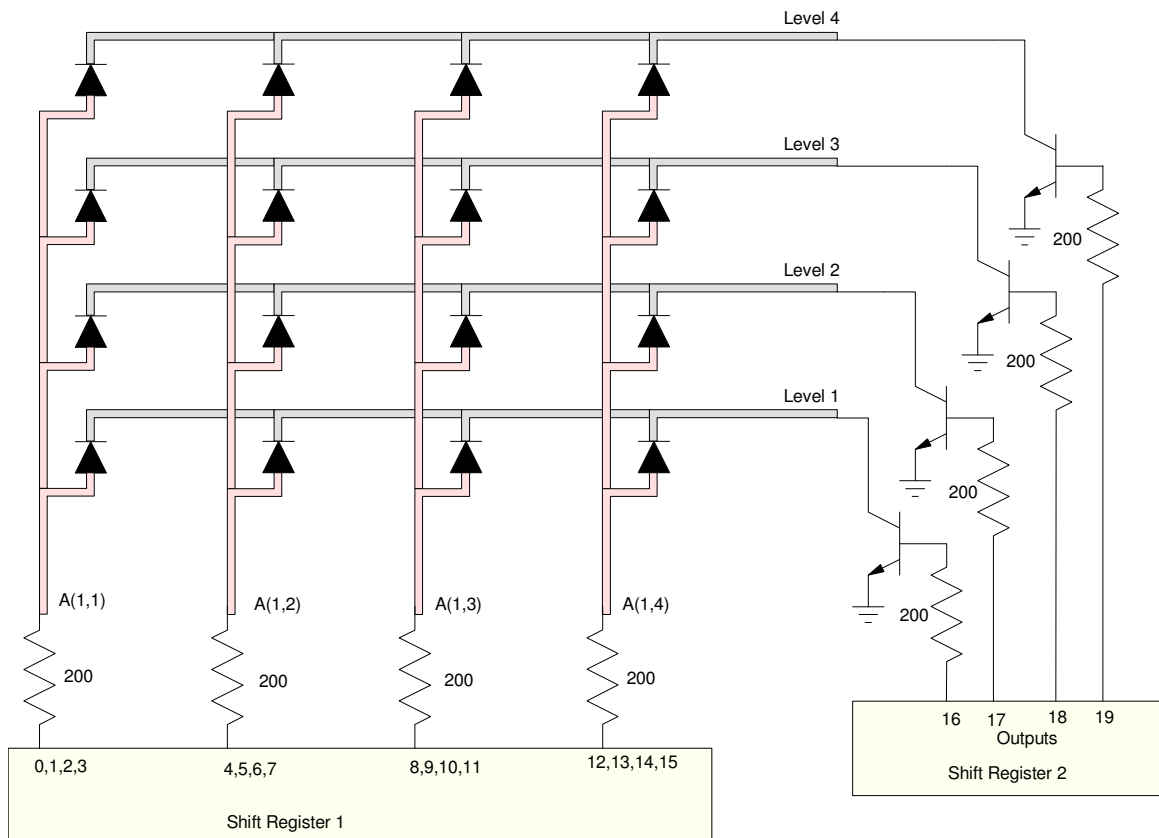 Level 4
Level 3
200
Level 2
200
Level 1
200
A(1,1)
A(1,2)
A(1,3)
A(1,4)
200
200
200
200
200
16
17
18
19
Outputs
Shift Register 2
0,1,2,3
4,5,6,7
8,9,10,11
12,13,14,15
Shift Register 1